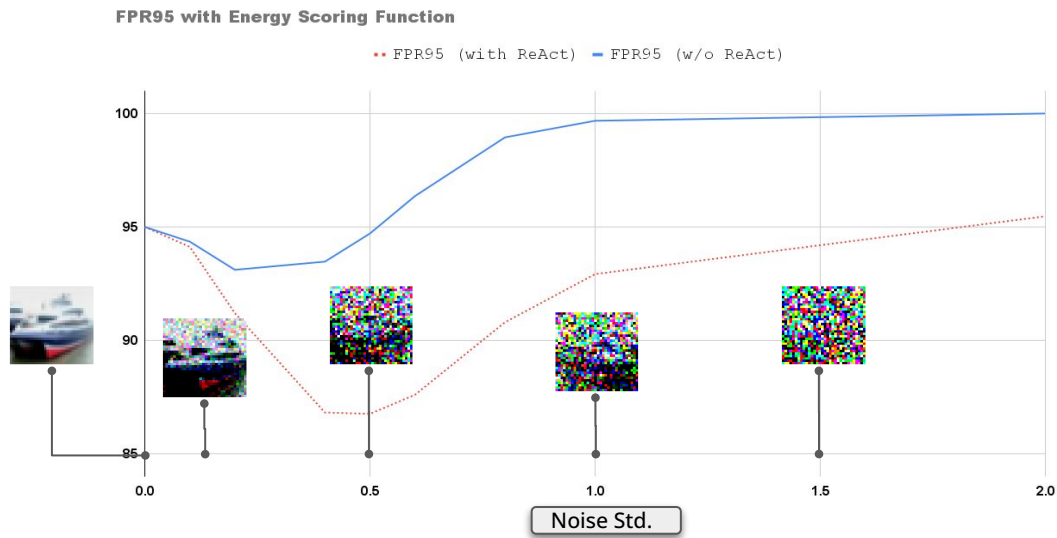 FPR95 with Energy Scoring Function
FPR95 (with ReAct) FPR95 (w/o ReAct)
100
95
90
85
0.0 0.5 1.0 1.5 2.0
Noise Std.